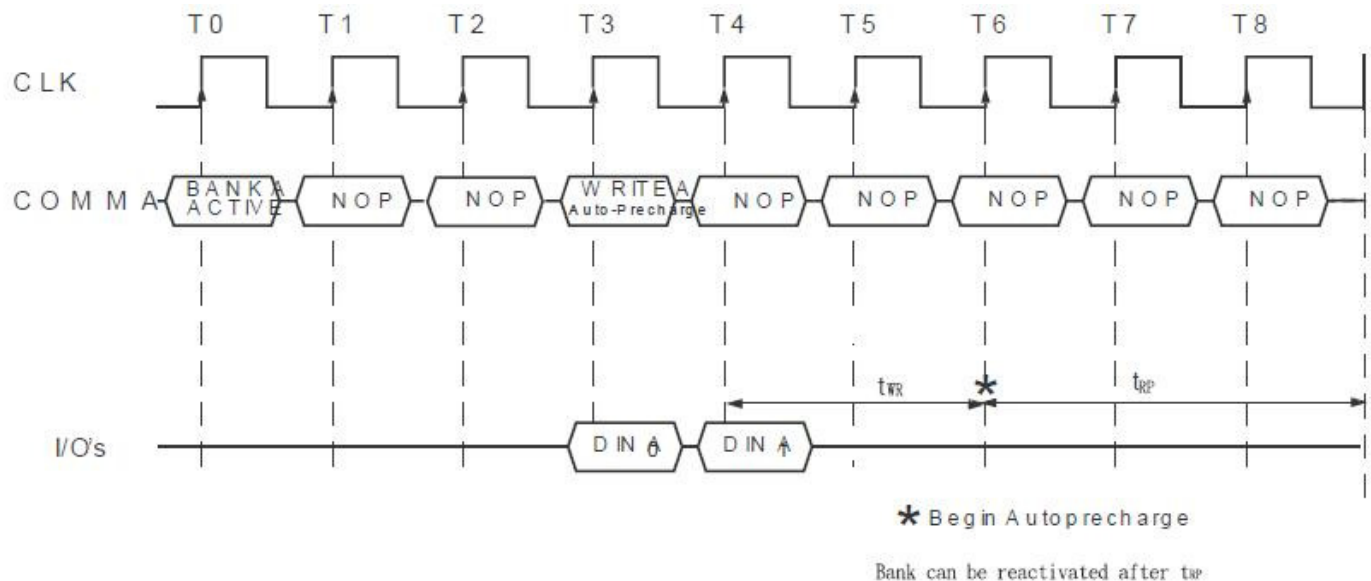 T0 T1 T2 T3 T4 T5 T6 T7 T8
CLK
COMMA
BANK A
ACTIVE
NOP
NOP
WRITE A
Auto-Precharge
NOP
NOP
NOP
NOP
NOP
tWR
*
tRP
I/O's
DIN A0
DIN A1
* Begin Autoprecharge
Bank can be reactivated after tRP